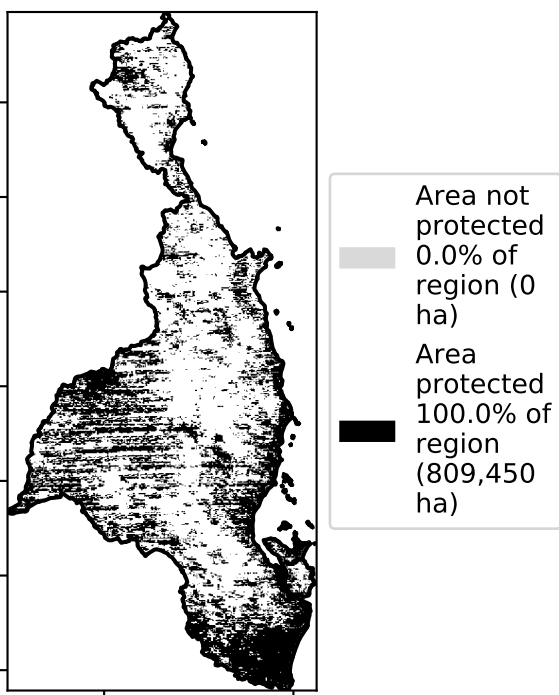 Area not
protected
0.0% of
region (0
ha)
Area
protected
100.0% of
region
(809,450
ha)